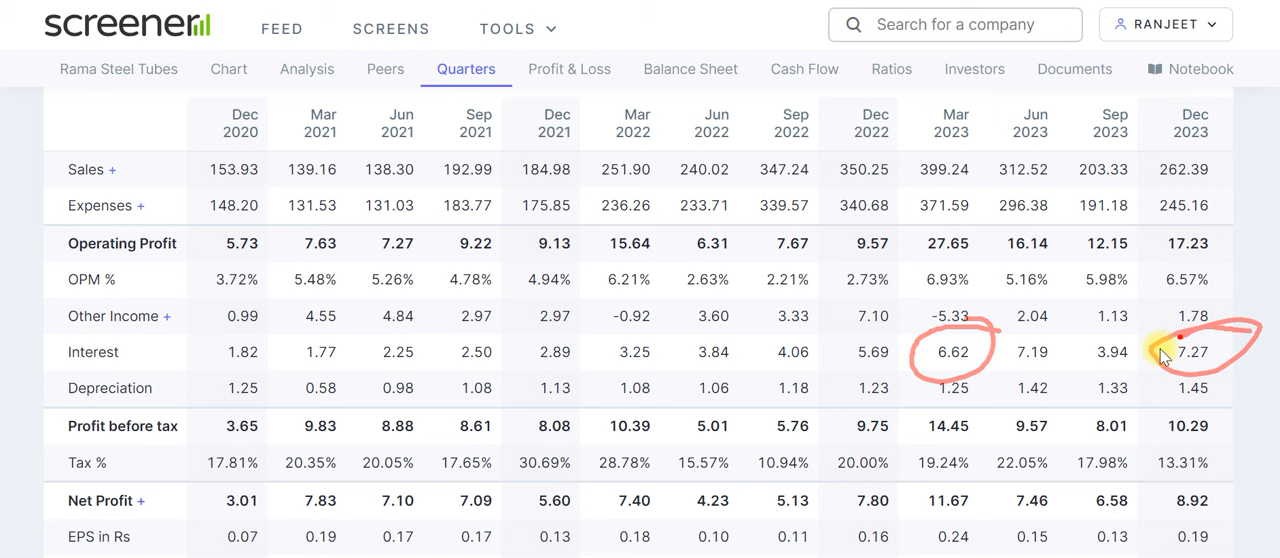 screener
FEED SCREENS TOOLS
Search for a company
RANJEET
Rama Steel Tubes Chart Analysis Peers Quarters Profit & Loss Balance Sheet Cash Flow Ratios Investors Documents Notebook
Dec Mar Jun Sep Dec Mar Jun Sep Dec Mar Jun Sep Dec
2020 2021 2021 2021 2021 2022 2022 2022 2022 2023 2023 2023 2023
Sales + 153.93 139.16 138.30 192.99 184.98 251.90 240.02 347.24 350.25 399.24 312.52 203.33 262.39
Expenses + 148.20 131.53 131.03 183.77 175.85 236.26 233.71 339.57 340.68 371.59 296.38 191.18 245.16
Operating Profit 5.73 7.63 7.27 9.22 9.13 15.64 6.31 7.67 9.57 27.65 16.14 12.15 17.23
OPM % 3.72% 5.48% 5.26% 4.78% 4.94% 6.21% 2.63% 2.21% 2.73% 6.93% 5.16% 5.98% 6.57%
Other Income + 0.99 4.55 4.84 2.97 2.97 -0.92 3.60 3.33 7.10 -5.33 2.04 1.13 1.78
Interest 1.82 1.77 2.25 2.50 2.89 3.25 3.84 4.06 5.69 6.62 7.19 3.94 7.27
Depreciation 1.25 0.58 0.98 1.08 1.13 1.08 1.06 1.18 1.23 1.25 1.42 1.33 1.45
Profit before tax 3.65 9.83 8.88 8.61 8.08 10.39 5.01 5.76 9.75 14.45 9.57 8.01 10.29
Tax % 17.81% 20.35% 20.05% 17.65% 30.69% 28.78% 15.57% 10.94% 20.00% 19.24% 22.05% 17.98% 13.31%
Net Profit + 3.01 7.83 7.10 7.09 5.60 7.40 4.23 5.13 7.80 11.67 7.46 6.58 8.92
EPS in Rs 0.07 0.19 0.17 0.17 0.13 0.18 0.10 0.11 0.16 0.24 0.15 0.13 0.19